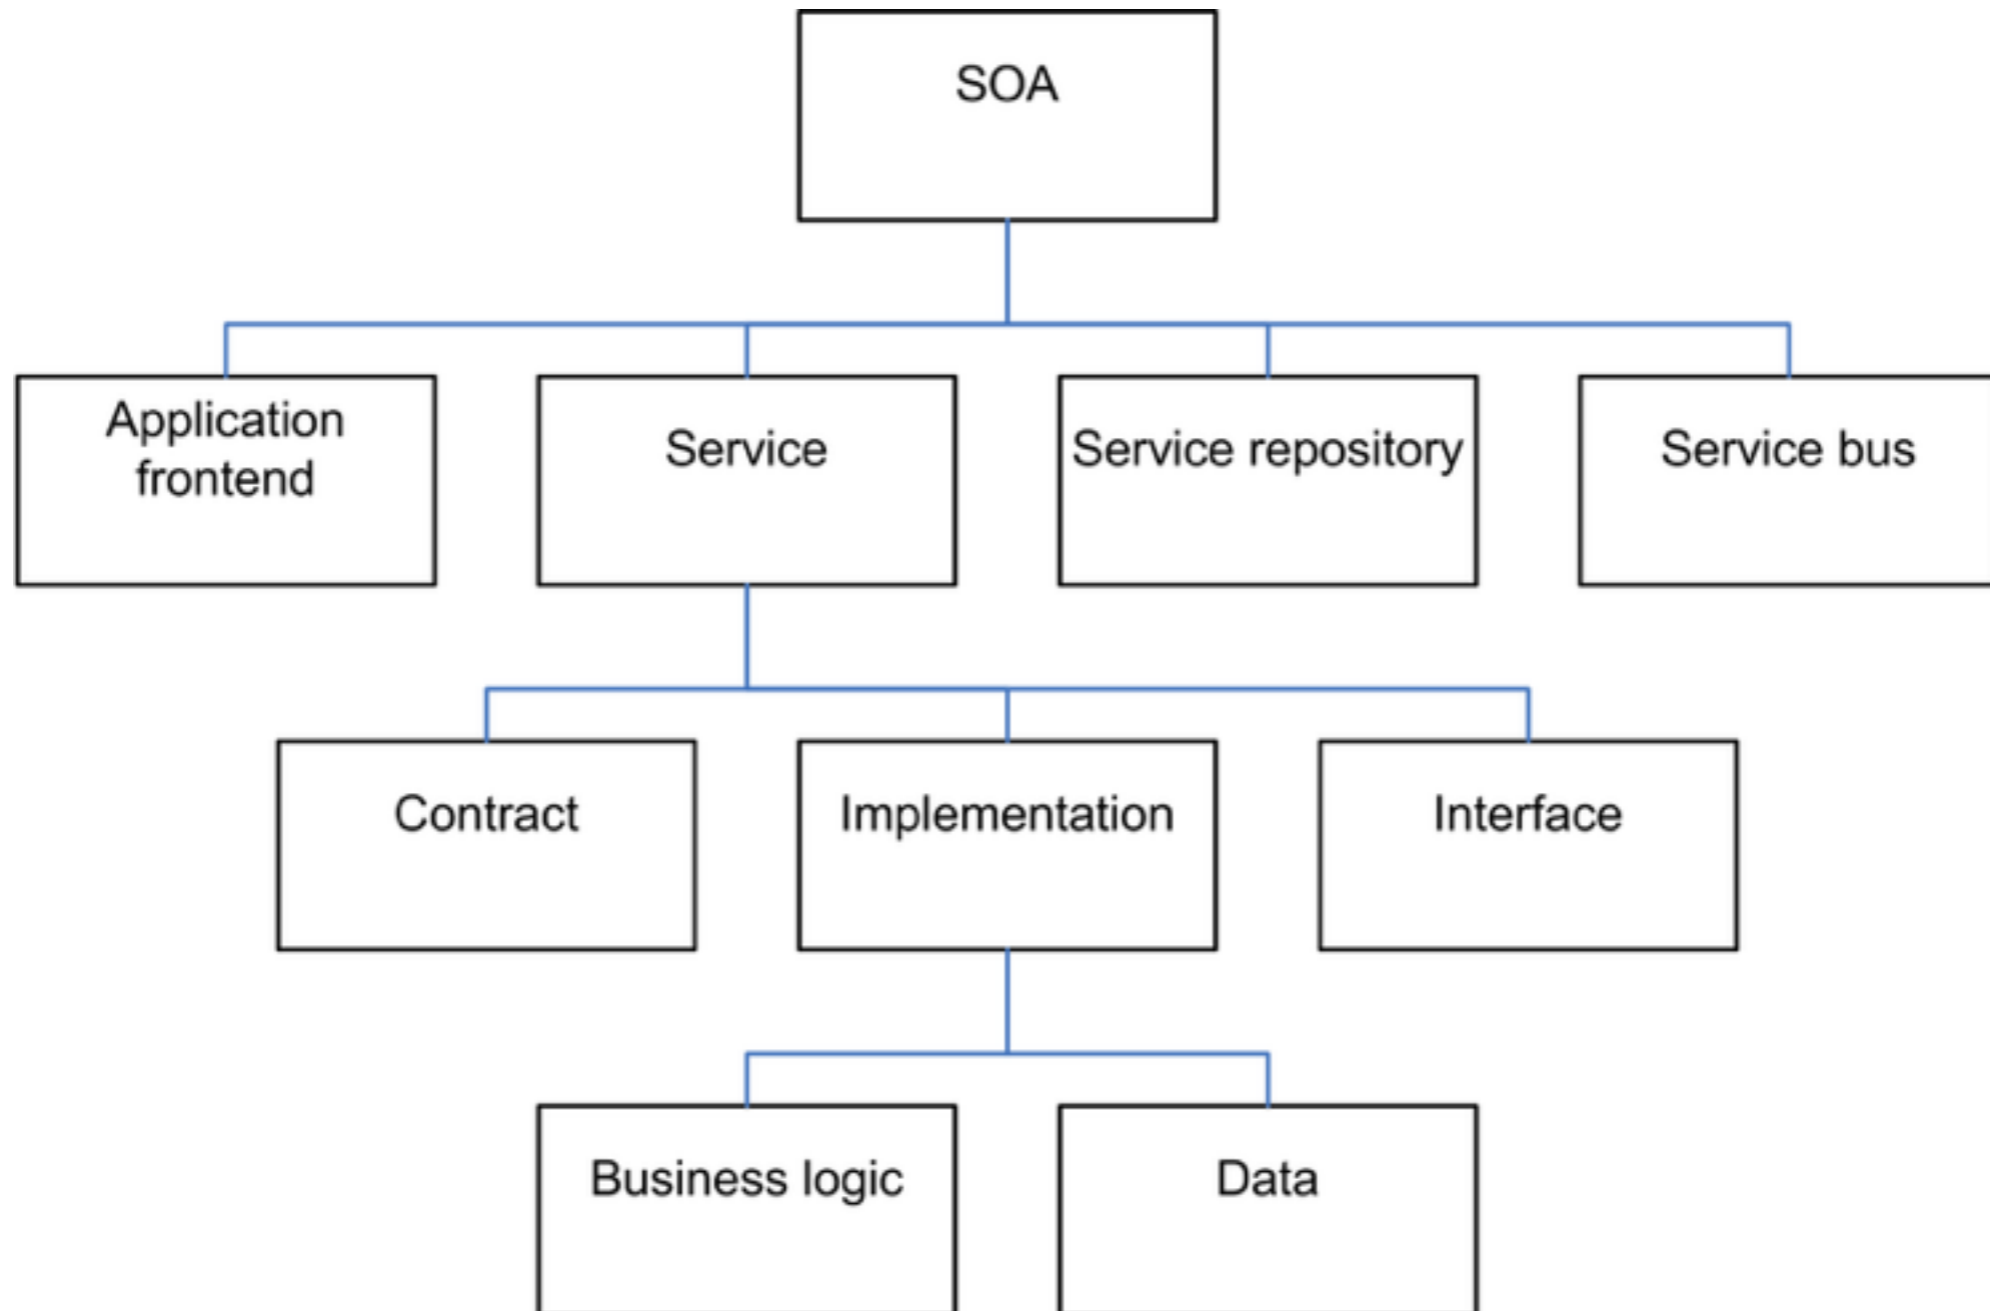 SOA
Application
frontend
Service
Service repository
Service bus
Contract
Implementation
Interface
Business logic
Data